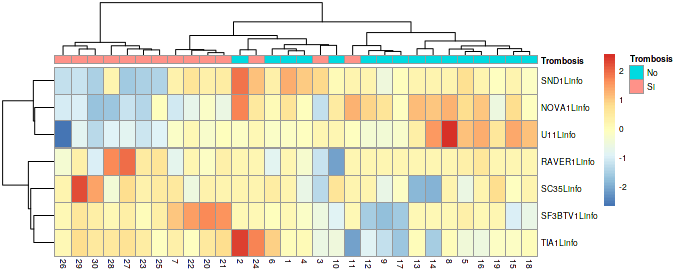 Trombosis
Trombosis
No
SI
2
1
0
-1
-2
SND1Linfo
NOVA1Linfo
U11Linfo
RAVER1Linfo
SC35Linfo
SF3BTV1Linfo
TIA1Linfo
26 29 30 28 27 23 25 7 22 20 21 2 24 6 1 4 3 10 11 12 9 17 13 14 8 5 16 19 15 18